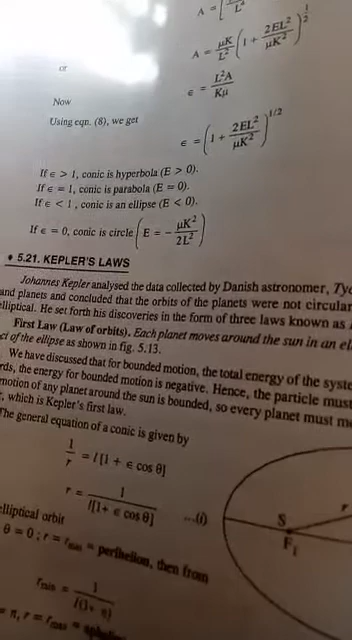 A = [ L²
A = μK/L² (1 + 2EL²/μK²)^1/2
or
ϵ = L²A/Kμ
Now
Using eqn. (8), we get
ϵ = (1 + 2EL²/μK²)^1/2
If ϵ > 1, conic is hyperbola (E > 0).
If ϵ = 1, conic is parabola (E = 0).
If ϵ < 1, conic is an ellipse (E < 0).
If ϵ = 0, conic is circle (E = − μK²/2L²)
• 5.21. KEPLER'S LAWS
Johannes Kepler analysed the data collected by Danish astronomer, Tyc
and planets and concluded that the orbits of the planets were not circular
elliptical. He set forth his discoveries in the form of three laws known as
First Law (Law of orbits). Each planet moves around the sun in an el
ct of the ellipse as shown in fig. 5.13.
We have discussed that for bounded motion, the total energy of the syste
rds, the energy for bounded motion is negative. Hence, the particle must
motion of any planet around the sun is bounded, so every planet must m
, which is Kepler's first law.
The general equation of a conic is given by
1/r = l[1 + ϵ cos θ]
r = 1/l[1 + ϵ cos θ] ...(i)
r
S
F₁
elliptical orbit
θ = 0 ; r = r_min = perihelion, then from
r_min = 1/l(1 + ϵ)
= π, r = r_max =